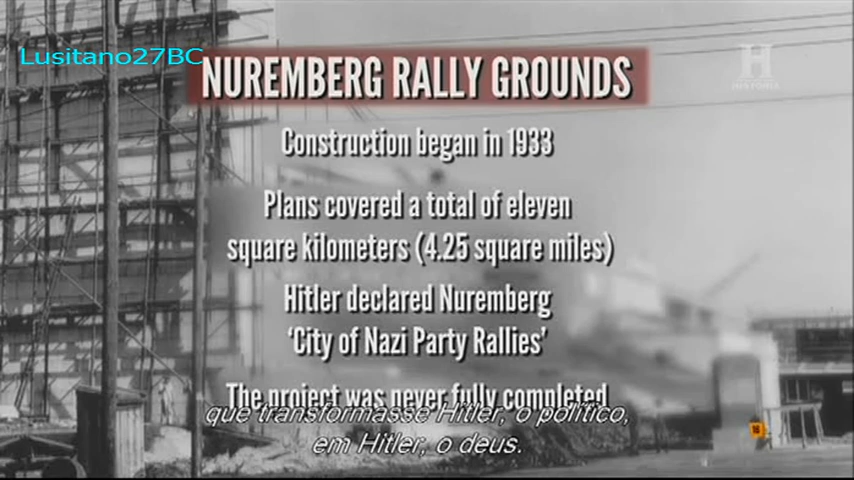 Lusitano27BC
NUREMBERG RALLY GROUNDS
H
HISTORIA
Construction began in 1933
Plans covered a total of eleven
square kilometers (4.25 square miles)
Hitler declared Nuremberg
‘City of Nazi Party Rallies’
The project was never fully completed
que transformasse Hitler, o político,
em Hitler, o deus.